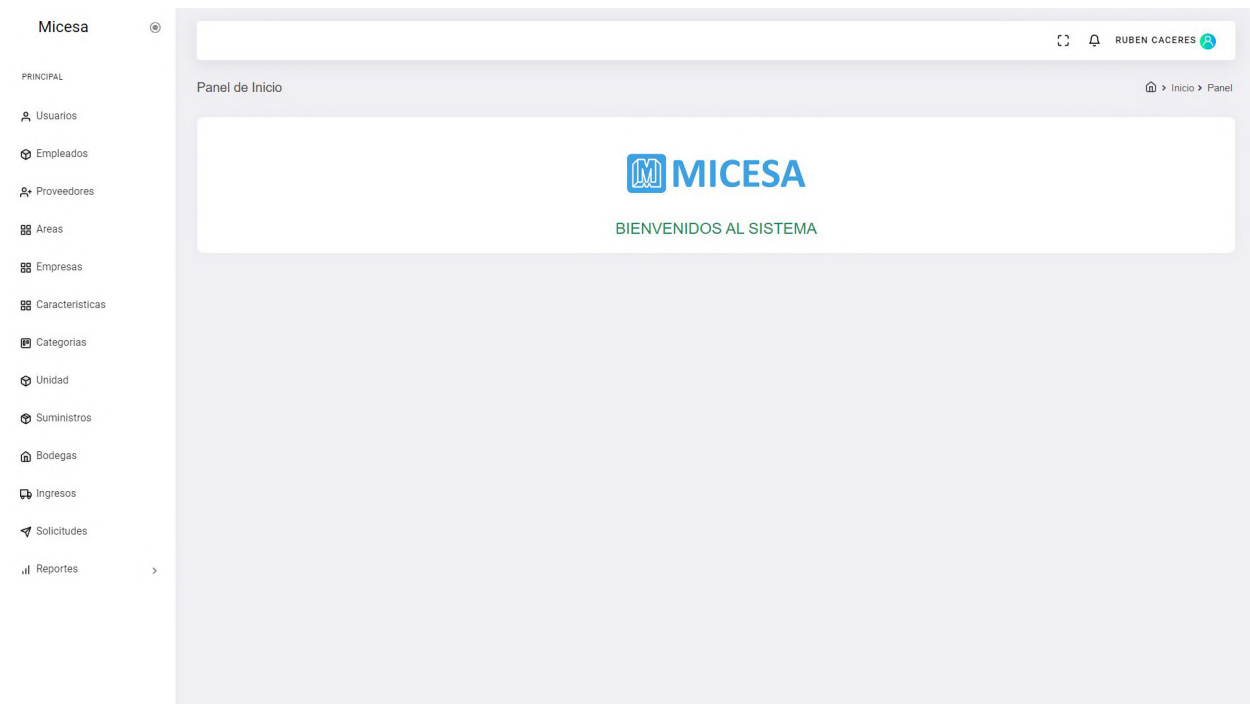 Micesa
RUBEN CACERES
PRINCIPAL
Panel de Inicio
> Inicio > Panel
Usuarios
Empleados
Proveedores
Areas
Empresas
Caracteristicas
Categorias
Unidad
Suministros
Bodegas
Ingresos
Solicitudes
Reportes
M MICESA
BIENVENIDOS AL SISTEMA